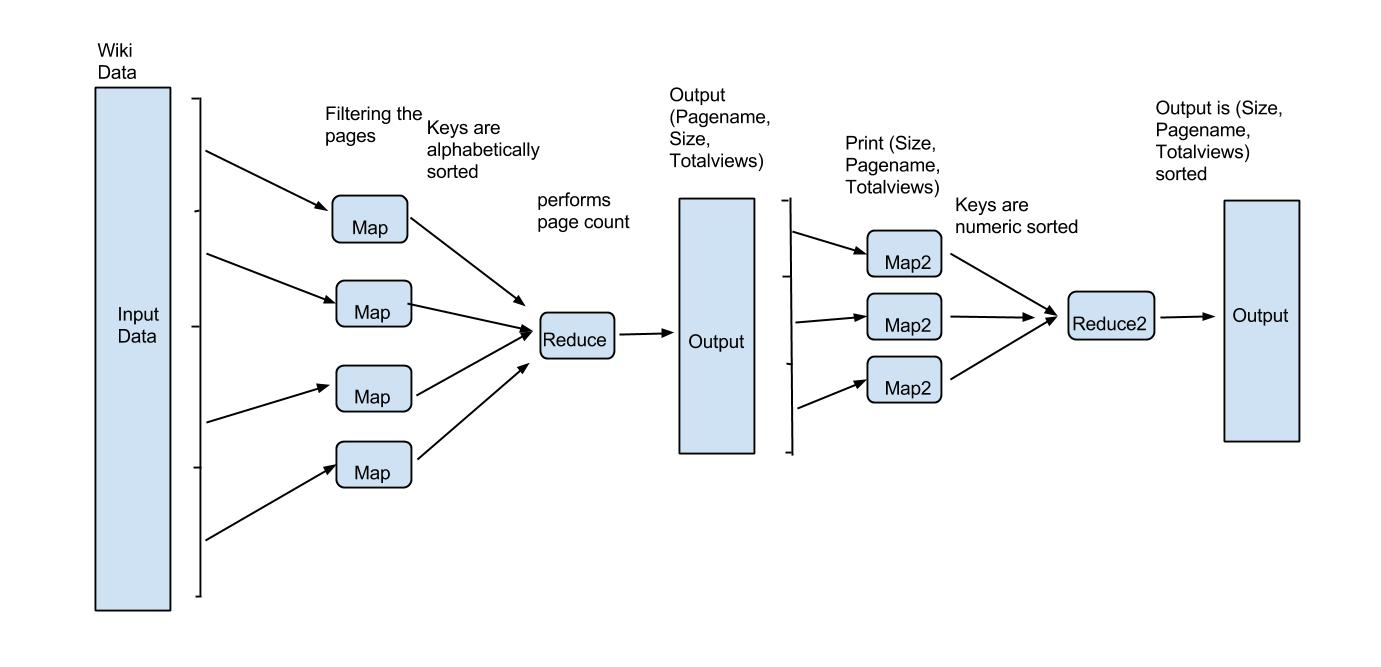 Wiki
Data
Input
Data
Filtering the
pages
Map
Map
Map
Map
Keys are
alphabetically
sorted
performs
page count
Reduce
Output
(Pagename,
Size,
Totalviews)
Output
Print (Size,
Pagename,
Totalviews)
Map2
Map2
Map2
Keys are
numeric sorted
Reduce2
Output is (Size,
Pagename,
Totalviews)
sorted
Output